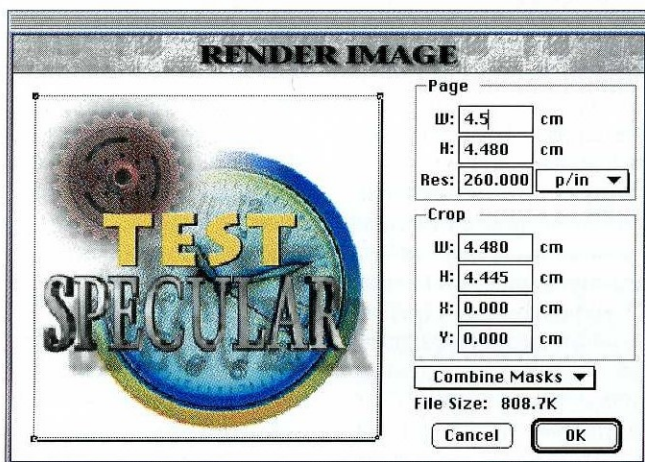 RENDER IMAGE
TEST
SPECULAR
Page
W: 4.5 cm
H: 4.480 cm
Res: 260.000 p/in
Crop
W: 4.480 cm
H: 4.445 cm
X: 0.000 cm
Y: 0.000 cm
Combine Masks
File Size: 808.7K
Cancel OK